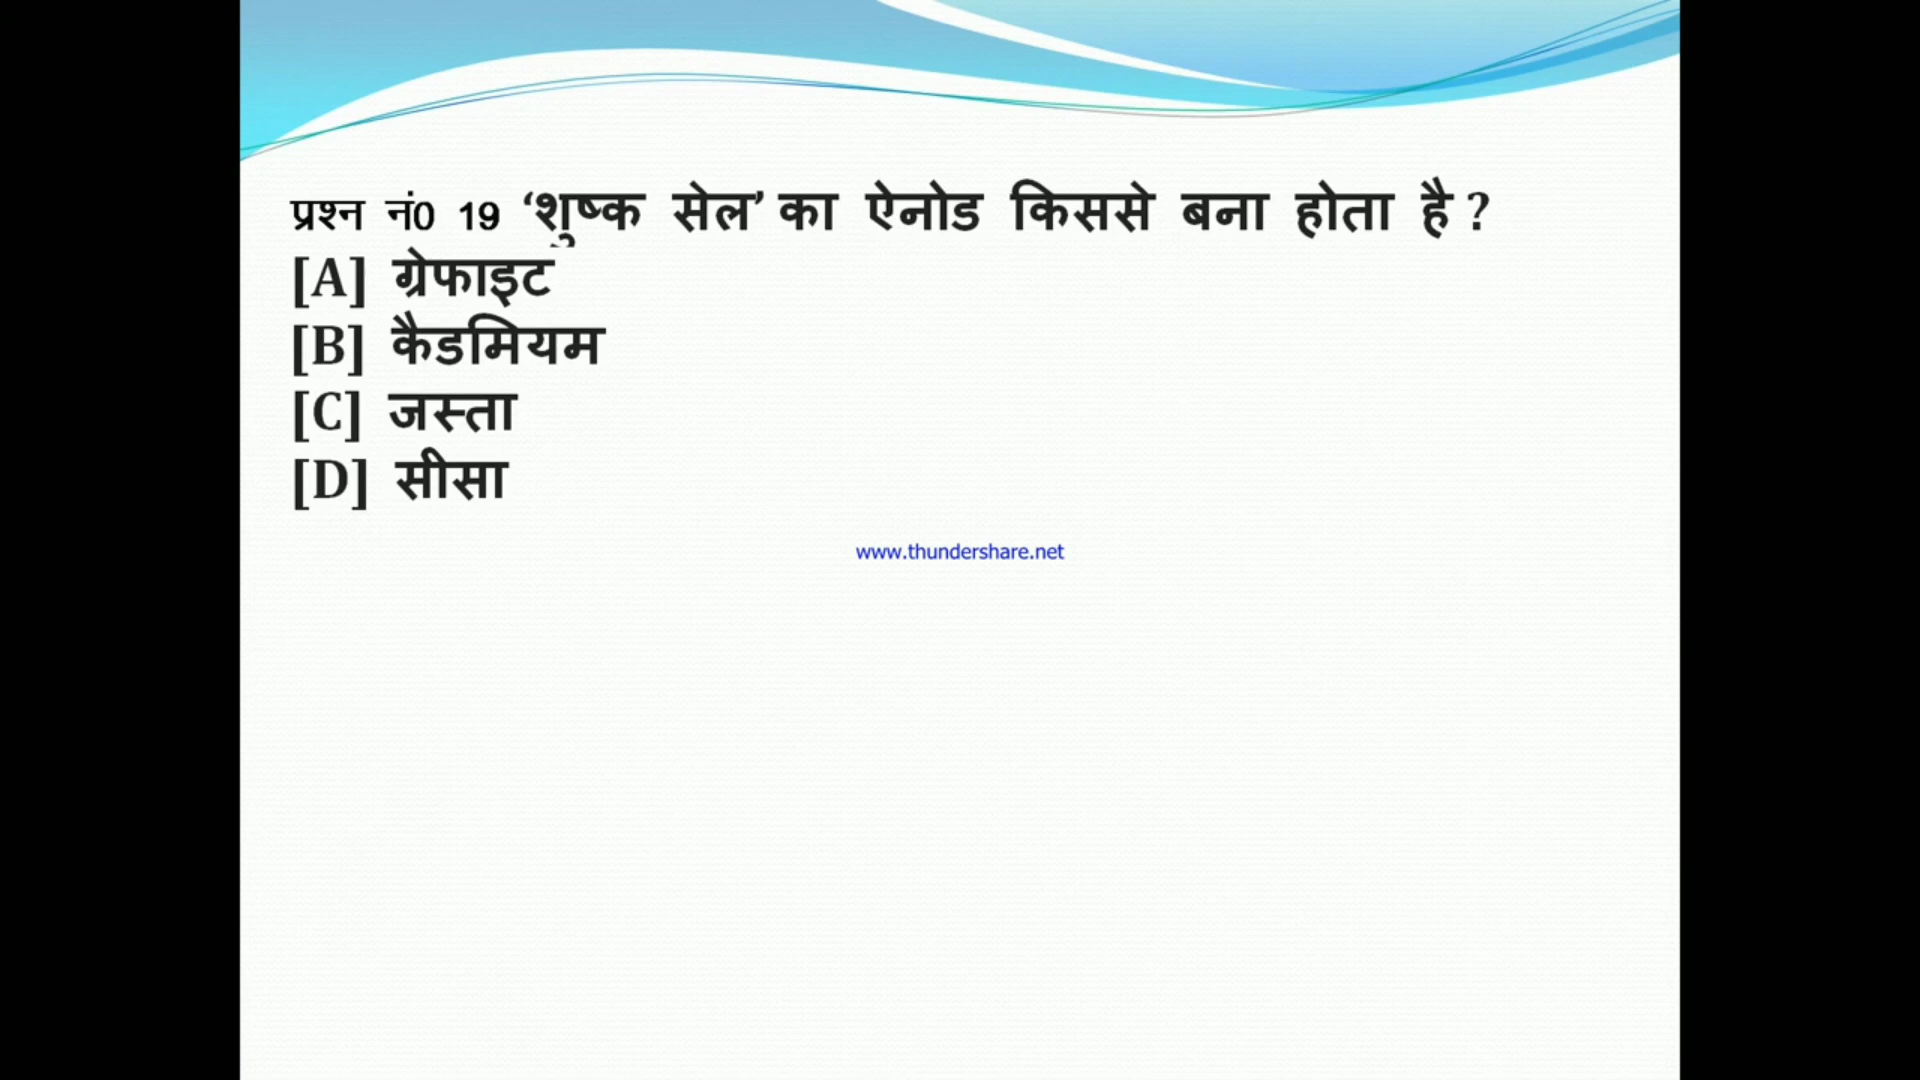 प्रश्न नं0 19 ‘शुष्क सेल’ का ऐनोड किससे बना होता है ?
[A] ग्रेफाइट
[B] कैडमियम
[C] जस्ता
[D] सीसा
www.thundershare.net